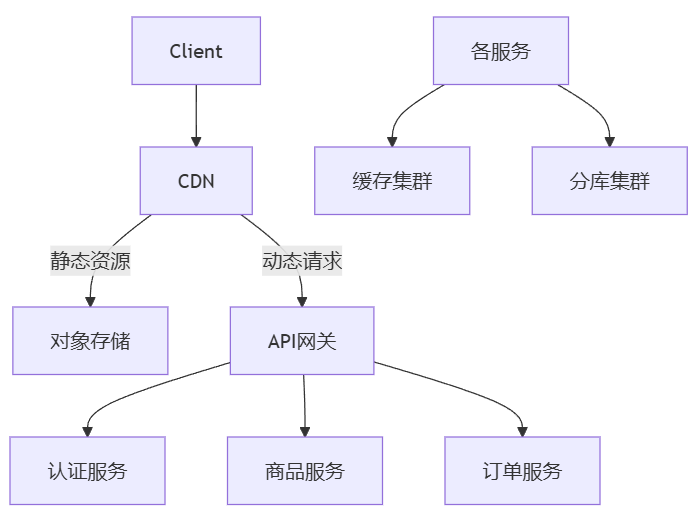 Client
各服务
CDN
缓存集群
分库集群
静态资源
动态请求
对象存储
API网关
认证服务
商品服务
订单服务